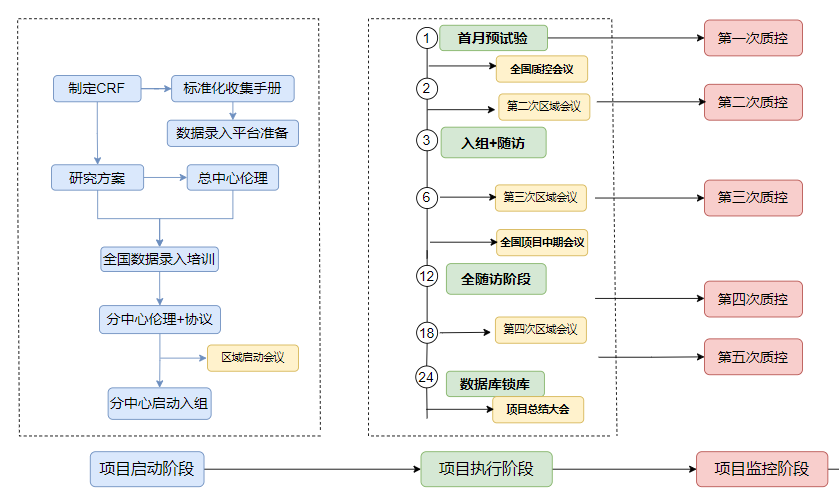 制定CRF
标准化收集手册
数据录入平台准备
研究方案
总中心伦理
全国数据录入培训
分中心伦理+协议
区域启动会议
分中心启动入组
1
首月预试验
第一次质控
全国质控会议
2
第二次区域会议
第二次质控
3
入组+随访
6
第三次区域会议
第三次质控
全国项目中期会议
12
全随访阶段
第四次质控
18
第四次区域会议
第五次质控
24
数据库锁库
项目总结大会
项目启动阶段
项目执行阶段
项目监控阶段